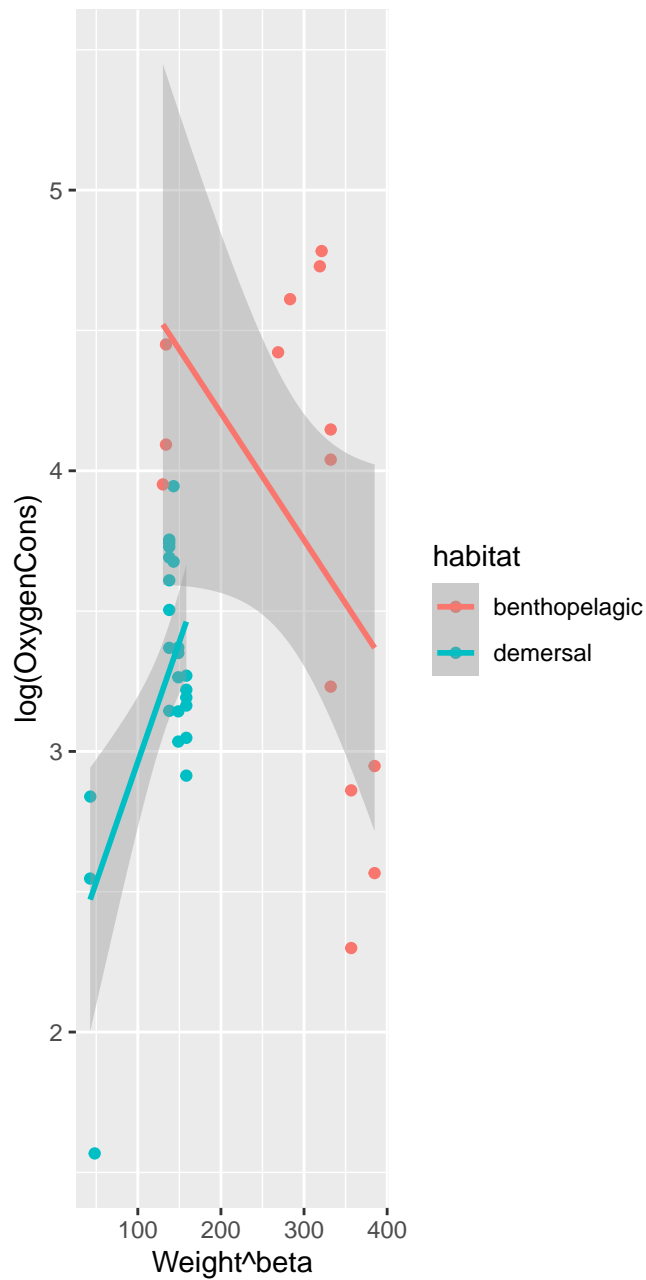 5
4
3
2
log(OxygenCons)
100 200 300 400
Weight^beta
habitat
benthopelagic
demersal